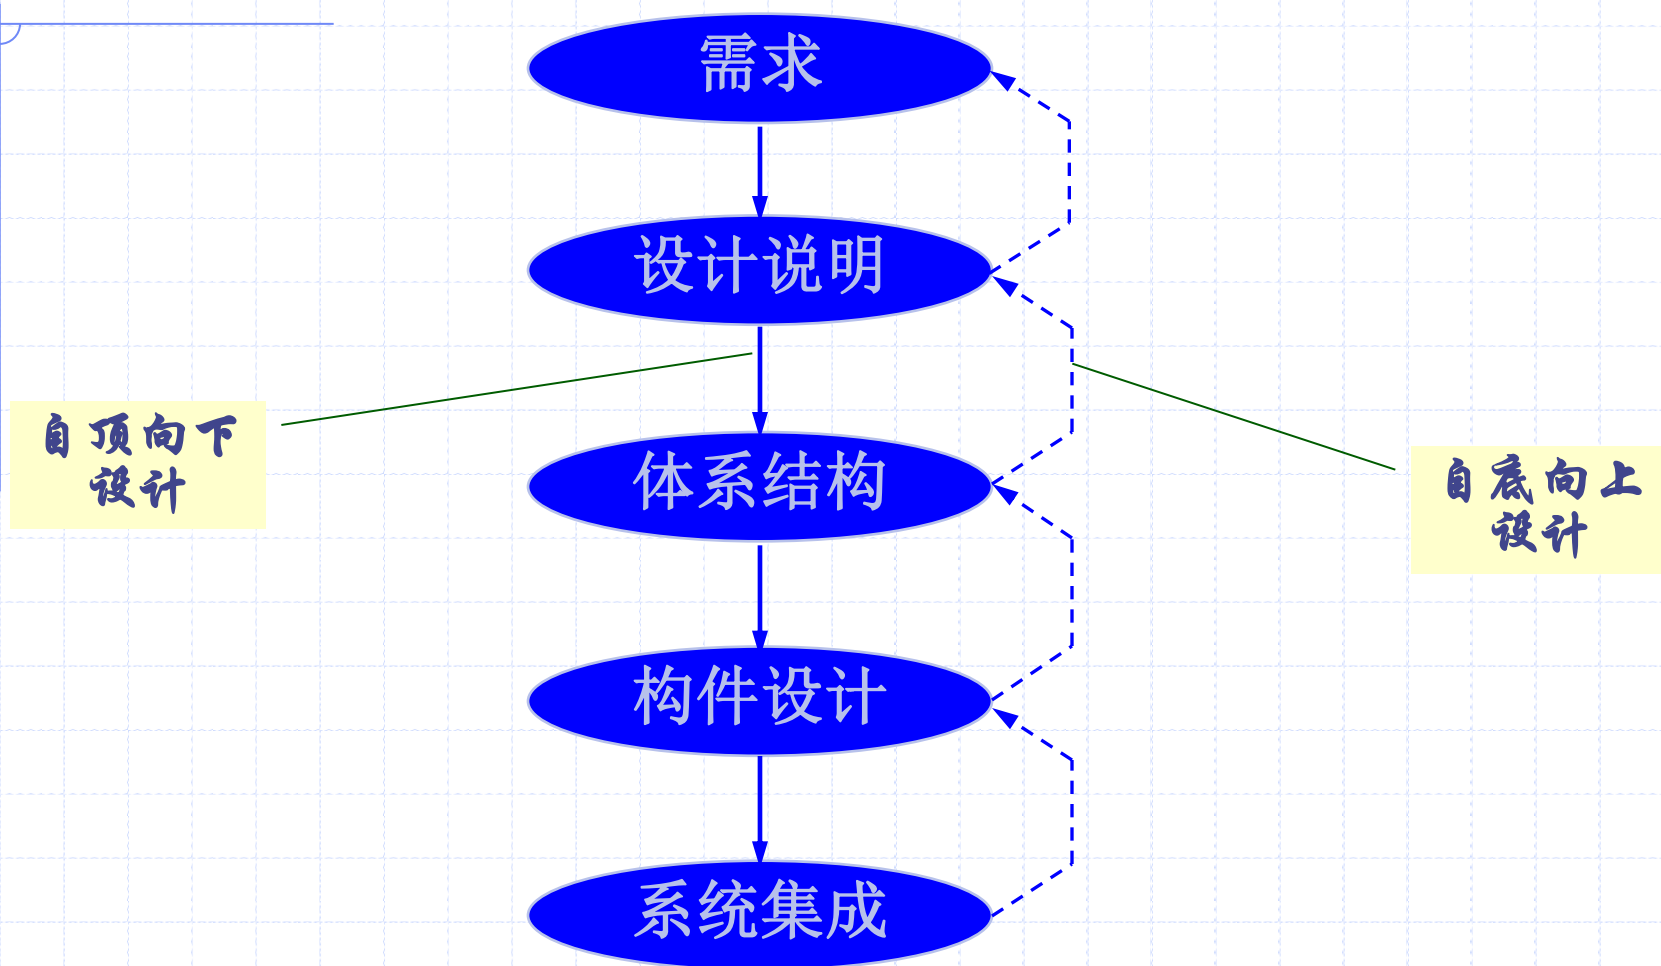 需求
设计说明
自顶向下
设计
体系结构
自底向上
设计
构件设计
系统集成